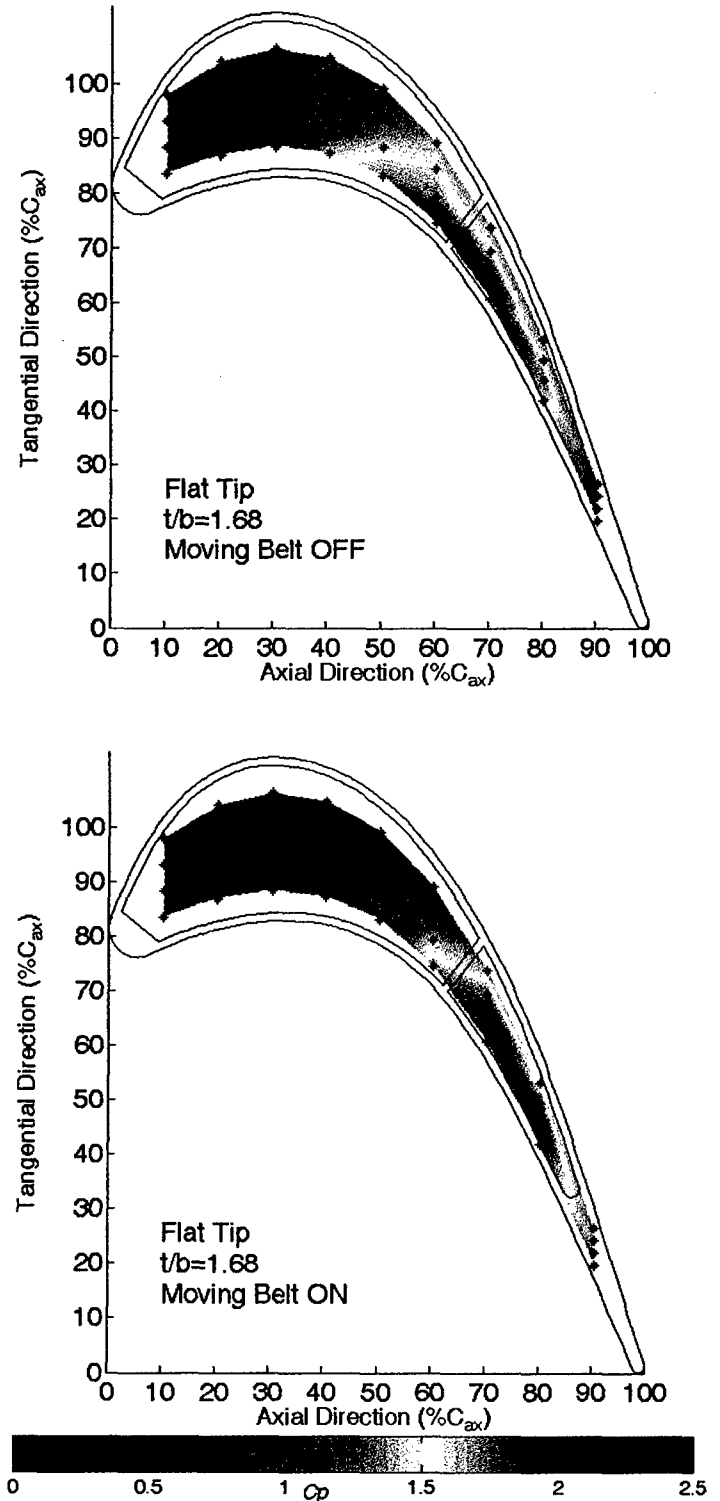 100
90
80
70
60
50
40
30
20
10
0
Tangential Direction (%C_ax)
Flat Tip
t/b=1.68
Moving Belt OFF
0 10 20 30 40 50 60 70 80 90 100
Axial Direction (%C_ax)
100
90
80
70
60
50
40
30
20
10
0
Tangential Direction (%C_ax)
Flat Tip
t/b=1.68
Moving Belt ON
0 10 20 30 40 50 60 70 80 90 100
Axial Direction (%C_ax)
0 0.5 1 Cp 1.5 2 2.5